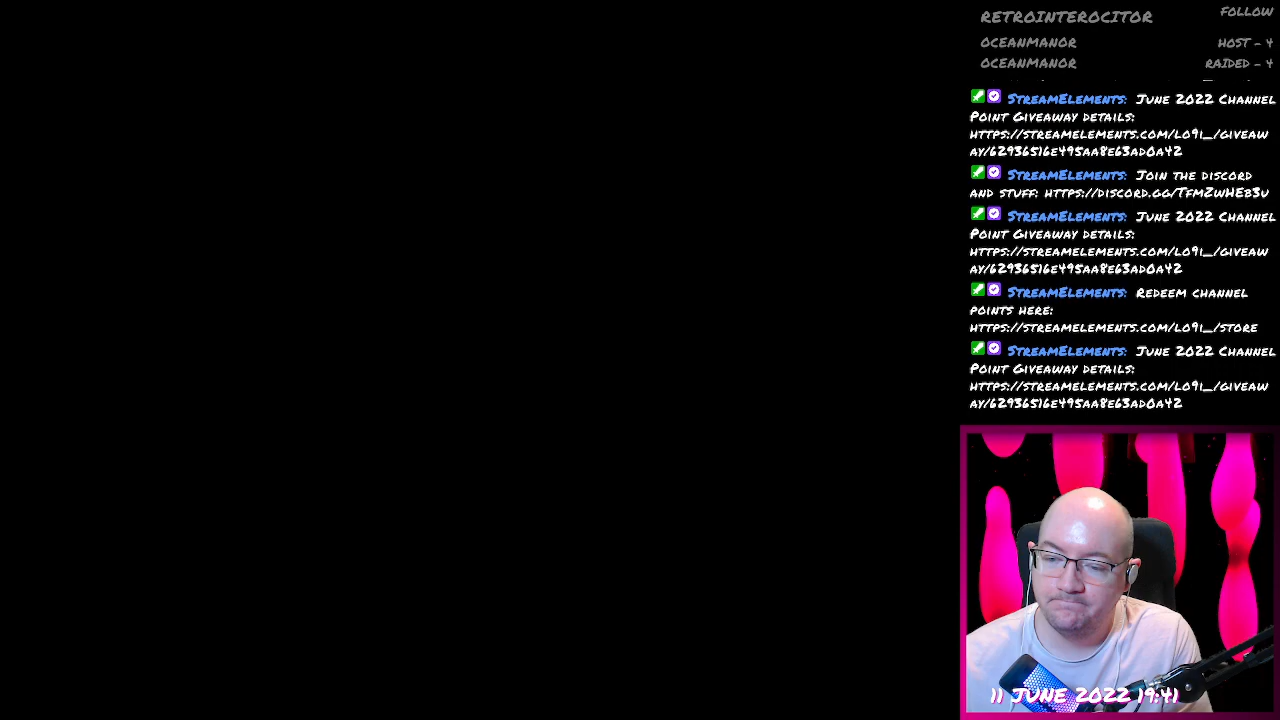 RETROINTEROCITOR FOLLOW
OCEANMANOR HOST - 4
OCEANMANOR RAIDED - 4
StreamElements: June 2022 Channel
Point Giveaway details:
https://streamelements.com/lo9i_/giveaw
ay/62936516e495aa8e63ad0a42
StreamElements: Join the discord
and stuff: https://discord.gg/TfmZwHEb3u
StreamElements: June 2022 Channel
Point Giveaway details:
https://streamelements.com/lo9i_/giveaw
ay/62936516e495aa8e63ad0a42
StreamElements: Redeem channel
points here:
https://streamelements.com/lo9i_/store
StreamElements: June 2022 Channel
Point Giveaway details:
https://streamelements.com/lo9i_/giveaw
ay/62936516e495aa8e63ad0a42
11 June 2022 19:41